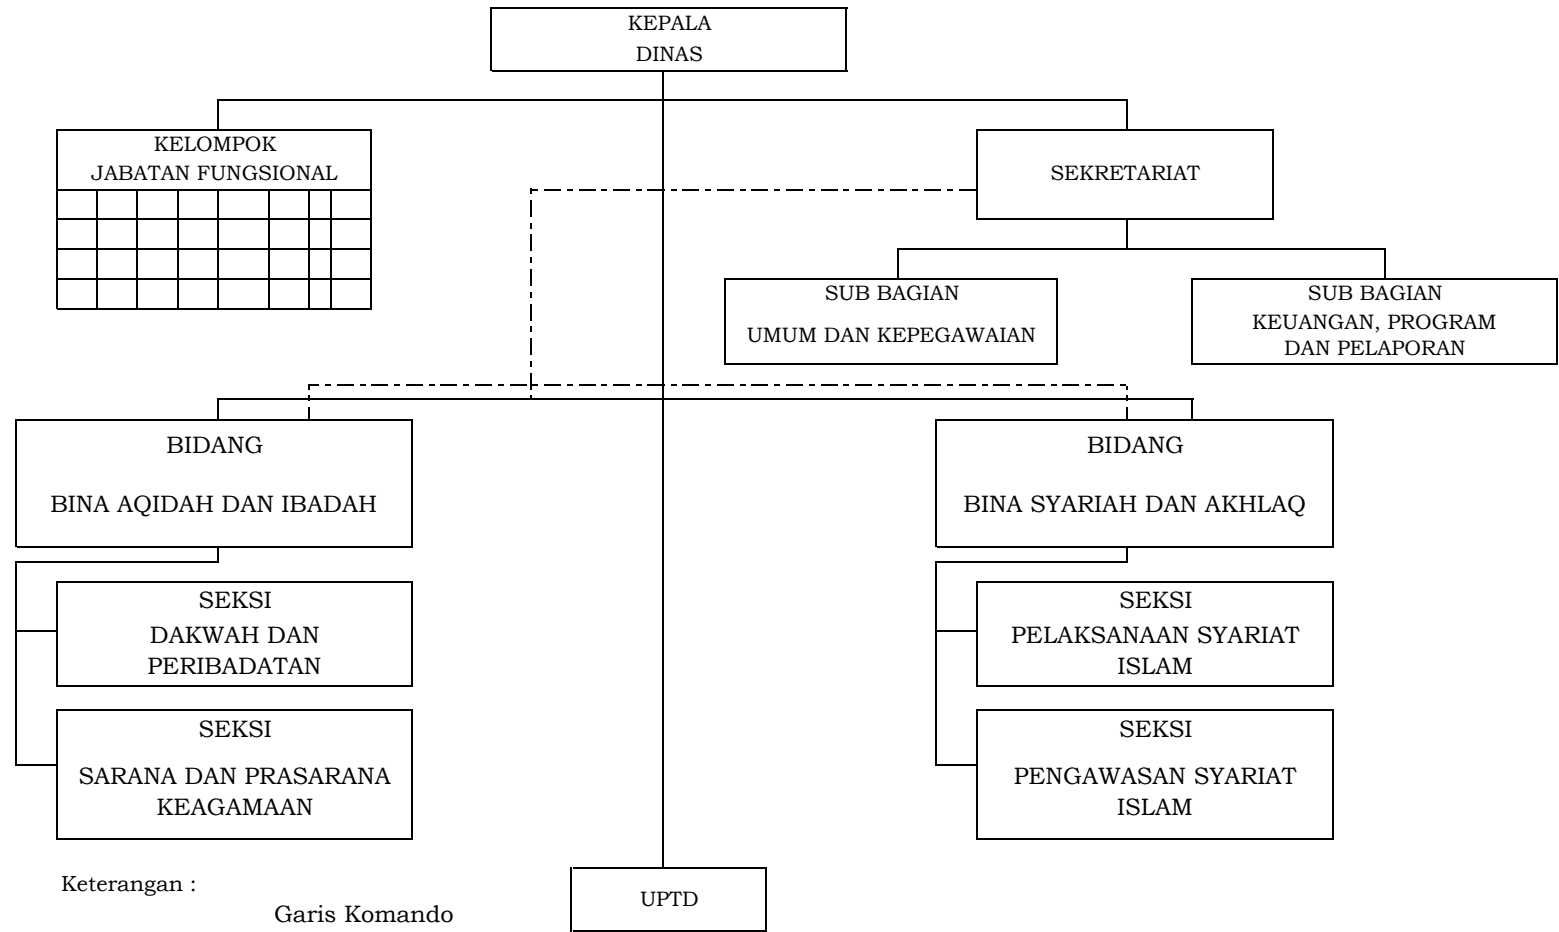 KEPALA
DINAS
KELOMPOK
JABATAN FUNGSIONAL
SEKRETARIAT
SUB BAGIAN
UMUM DAN KEPEGAWAIAN
SUB BAGIAN
KEUANGAN, PROGRAM
DAN PELAPORAN
BIDANG
BINA AQIDAH DAN IBADAH
BIDANG
BINA SYARIAH DAN AKHLAQ
SEKSI
DAKWAH DAN
PERIBADATAN
SEKSI
PELAKSANAAN SYARIAT
ISLAM
SEKSI
SARANA DAN PRASARANA
KEAGAMAAN
SEKSI
PENGAWASAN SYARIAT
ISLAM
Keterangan :
Garis Komando
UPTD